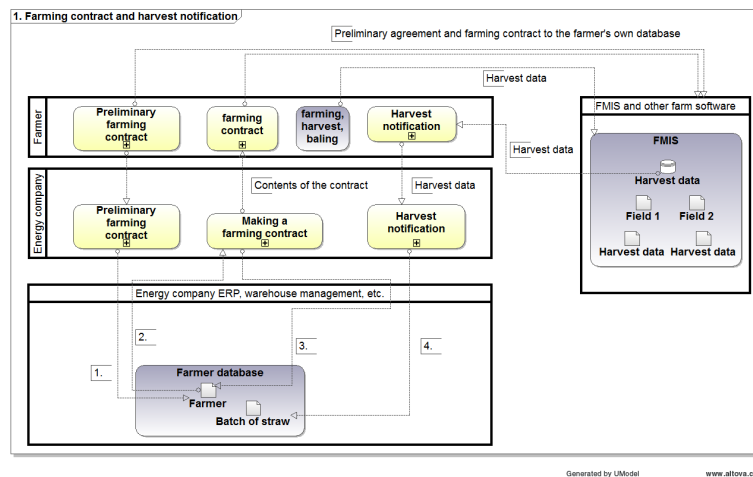 1. Farming contract and harvest notification
Preliminary agreement and farming contract to the farmer's own database
Harvest data
FMIS and other farm software
Farmer
Preliminary
farming
contract
farming
contract
farming,
harvest,
baling
Harvest
notification
Harvest data
FMIS
Harvest data
Field 1
Field 2
Harvest data
Harvest data
Energy company
Contents of the contract
Harvest data
Preliminary
farming
contract
Making a
farming contract
Harvest
notification
Energy company ERP, warehouse management, etc.
2.
3.
4.
1.
Farmer database
Farmer
Batch of straw
Generated by UModel
www.altova.c